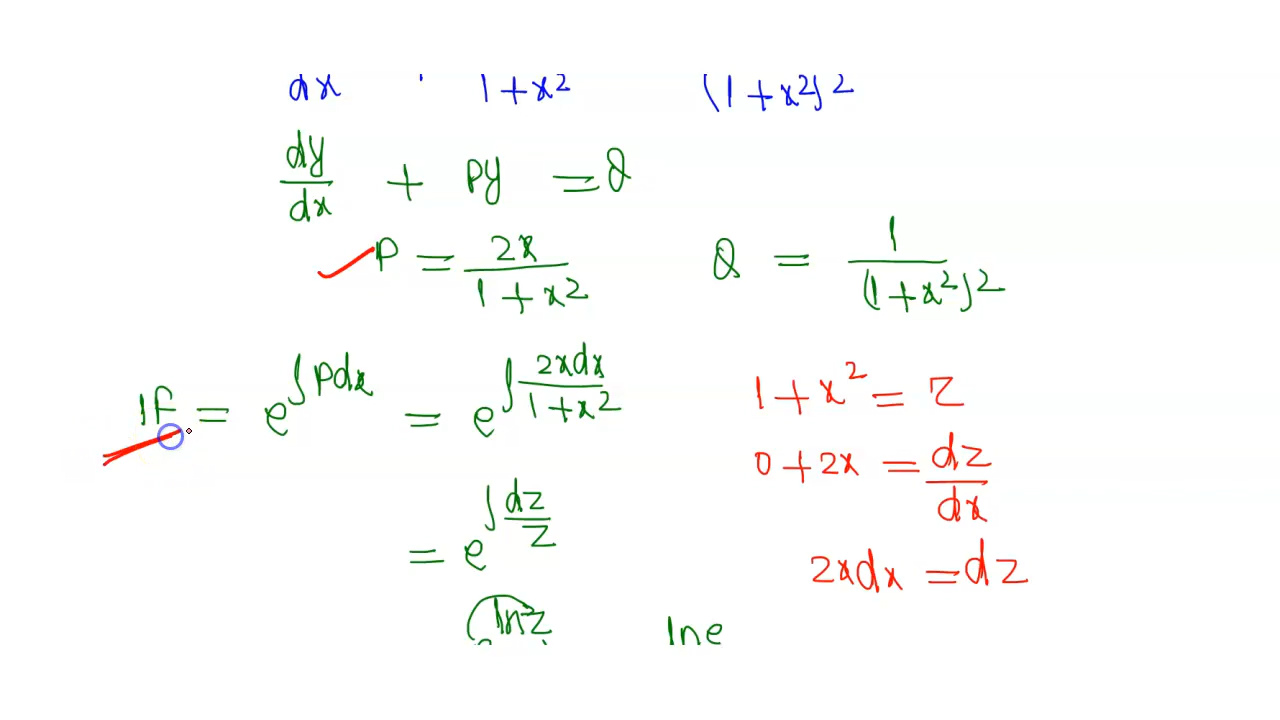 dx 1+x² (1+x²)²
dy/dx + Py = Q
P = 2x/(1+x²) Q = 1/(1+x²)²
IF = e^∫Pdx = e^∫2xdx/(1+x²) 1+x² = z
0+2x = dz/dx
= e^∫dz/z 2xdx = dz
lnz lne